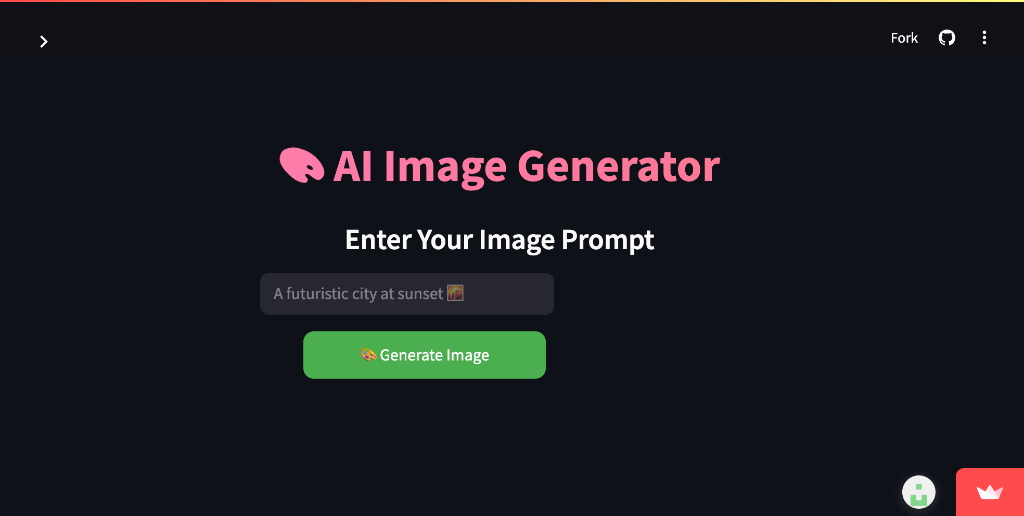 Fork
AI Image Generator
Enter Your Image Prompt
A futuristic city at sunset 🌇
🎨 Generate Image